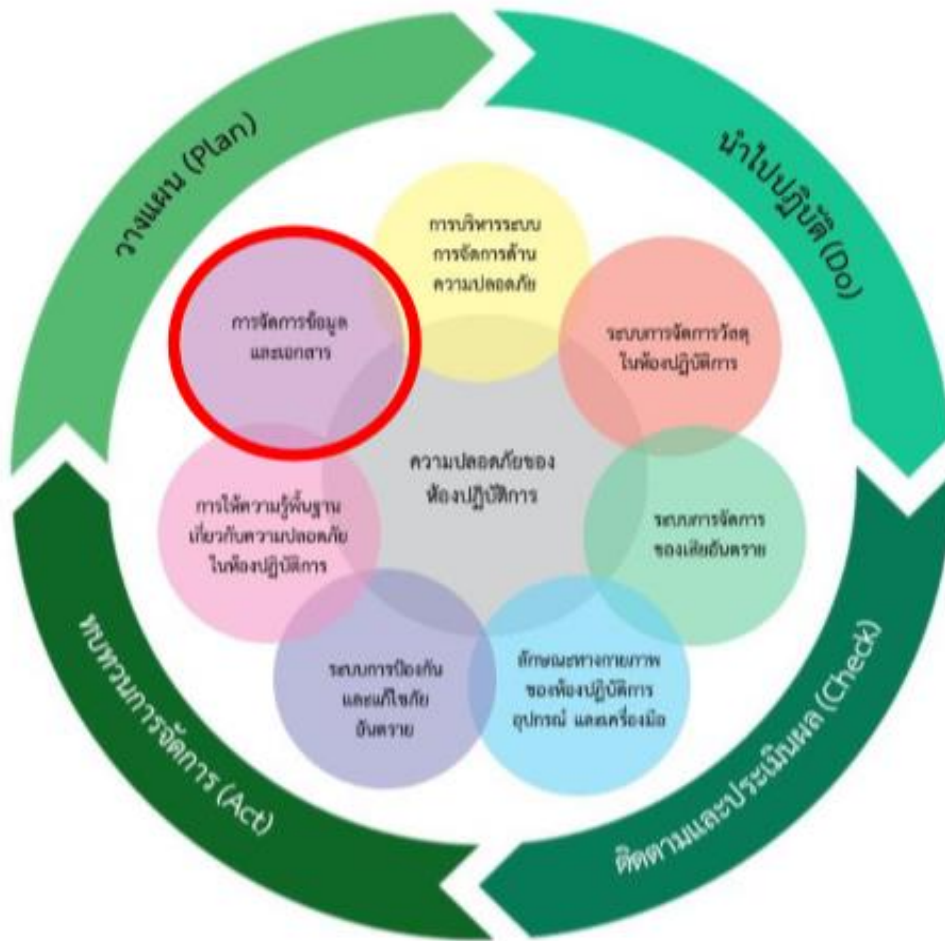 วางแผน (Plan)
นำไปปฏิบัติ (Do)
การบริหารระบบ
การจัดการด้าน
ความปลอดภัย
การจัดการข้อมูล
และเอกสาร
ระบบการจัดการวัสดุ
ในห้องปฏิบัติการ
ความปลอดภัยของ
ห้องปฏิบัติการ
การให้ความรู้พื้นฐาน
เกี่ยวกับความปลอดภัย
ในห้องปฏิบัติการ
ระบบการจัดการ
ของเสียอันตราย
ระบบการป้องกัน
และแก้ไขภัย
อันตราย
ลักษณะทางกายภาพ
ของห้องปฏิบัติการ
อุปกรณ์ และเครื่องมือ
ทบทวนการจัดการ (Act)
ติดตามและประเมินผล (Check)